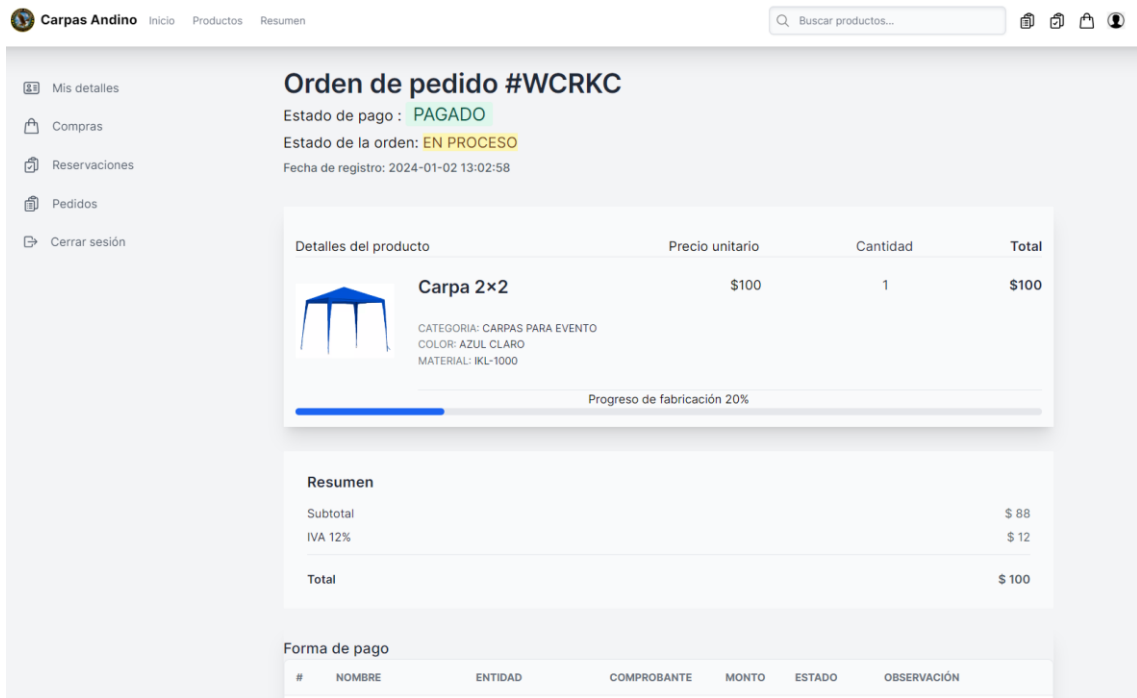 Carpas Andino Inicio Productos Resumen Buscar productos...
Mis detalles
Compras
Reservaciones
Pedidos
Cerrar sesión
Orden de pedido #WCRKC
Estado de pago : PAGADO
Estado de la orden: EN PROCESO
Fecha de registro: 2024-01-02 13:02:58
Detalles del producto Precio unitario Cantidad Total
Carpa 2×2 $100 1 $100
CATEGORIA: CARPAS PARA EVENTO
COLOR: AZUL CLARO
MATERIAL: IKL-1000
Progreso de fabricación 20%
Resumen
Subtotal $ 88
IVA 12% $ 12
Total $ 100
Forma de pago
# NOMBRE ENTIDAD COMPROBANTE MONTO ESTADO OBSERVACIÓN